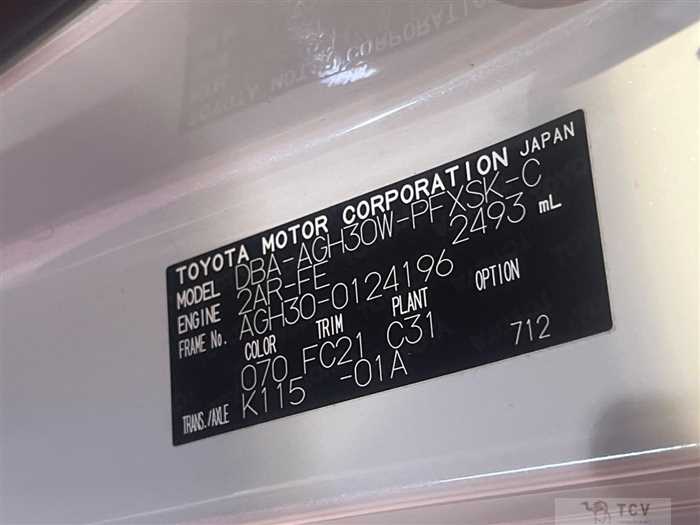 TOYOTA MOTOR CORPORATION JAPAN
MODEL DBA-AGH30W-PFXSK-C
ENGINE 2AR-FE 2493 mL
FRAME No. AGH30-0124196
COLOR TRIM PLANT OPTION
070 FC21 C31
TRANS./AXLE K115 -01A 712
TCV